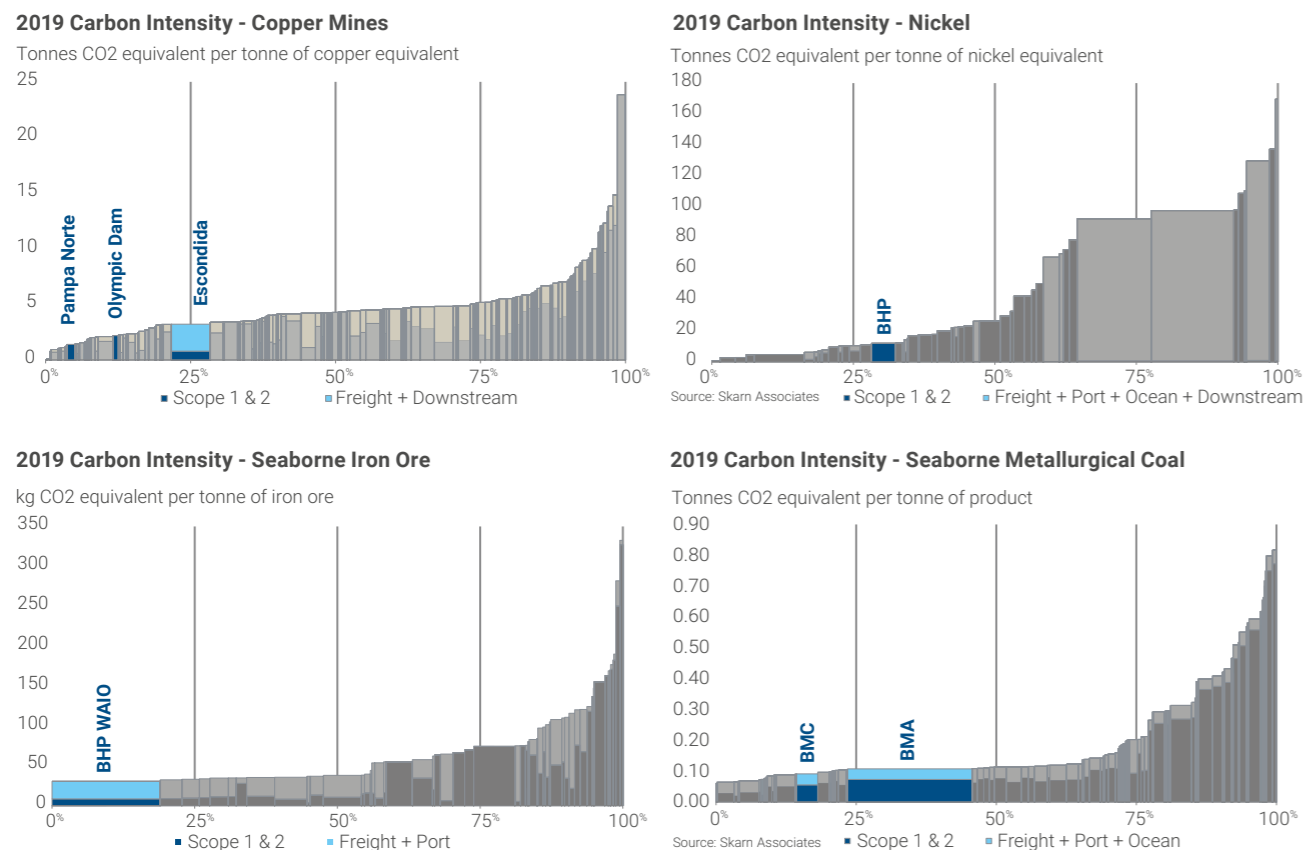 2019 Carbon Intensity - Copper Mines
Tonnes CO2 equivalent per tonne of copper equivalent
25
20
15
10
5
0
Pampa Norte
Olympic Dam
Escondida
0% 25% 50% 75% 100%
Scope 1 & 2 Freight + Downstream
2019 Carbon Intensity - Nickel
Tonnes CO2 equivalent per tonne of nickel equivalent
180
160
140
120
100
80
60
40
20
0
BHP
0% 25% 50% 75% 100%
Source: Skarn Associates Scope 1 & 2 Freight + Port + Ocean + Downstream
2019 Carbon Intensity - Seaborne Iron Ore
kg CO2 equivalent per tonne of iron ore
350
300
250
200
150
100
50
0
BHP WAIO
0% 25% 50% 75% 100%
Scope 1 & 2 Freight + Port
2019 Carbon Intensity - Seaborne Metallurgical Coal
Tonnes CO2 equivalent per tonne of product
0.90
0.80
0.70
0.60
0.50
0.40
0.30
0.20
0.10
0.00
BMC
BMA
0% 25% 50% 75% 100%
Source: Skarn Associates Scope 1 & 2 Freight + Port + Ocean